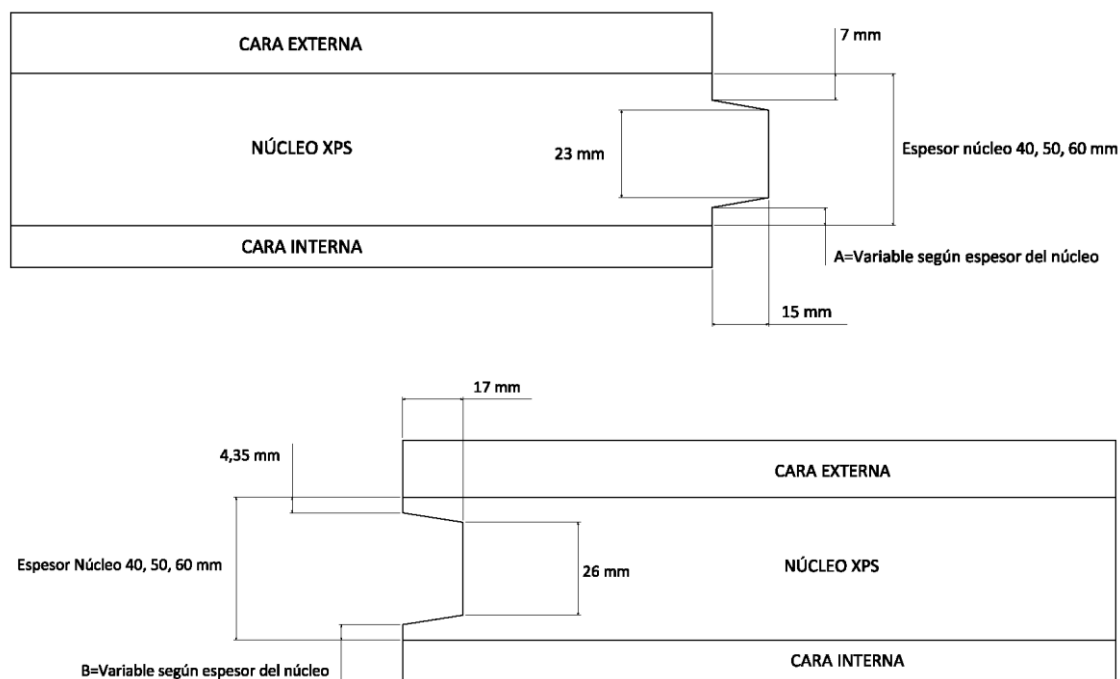 CARA EXTERNA
7 mm
NÚCLEO XPS
23 mm
Espesor núcleo 40, 50, 60 mm
CARA INTERNA
A=Variable según espesor del núcleo
15 mm
17 mm
4,35 mm
CARA EXTERNA
Espesor Núcleo 40, 50, 60 mm
26 mm
NÚCLEO XPS
B=Variable según espesor del núcleo
CARA INTERNA